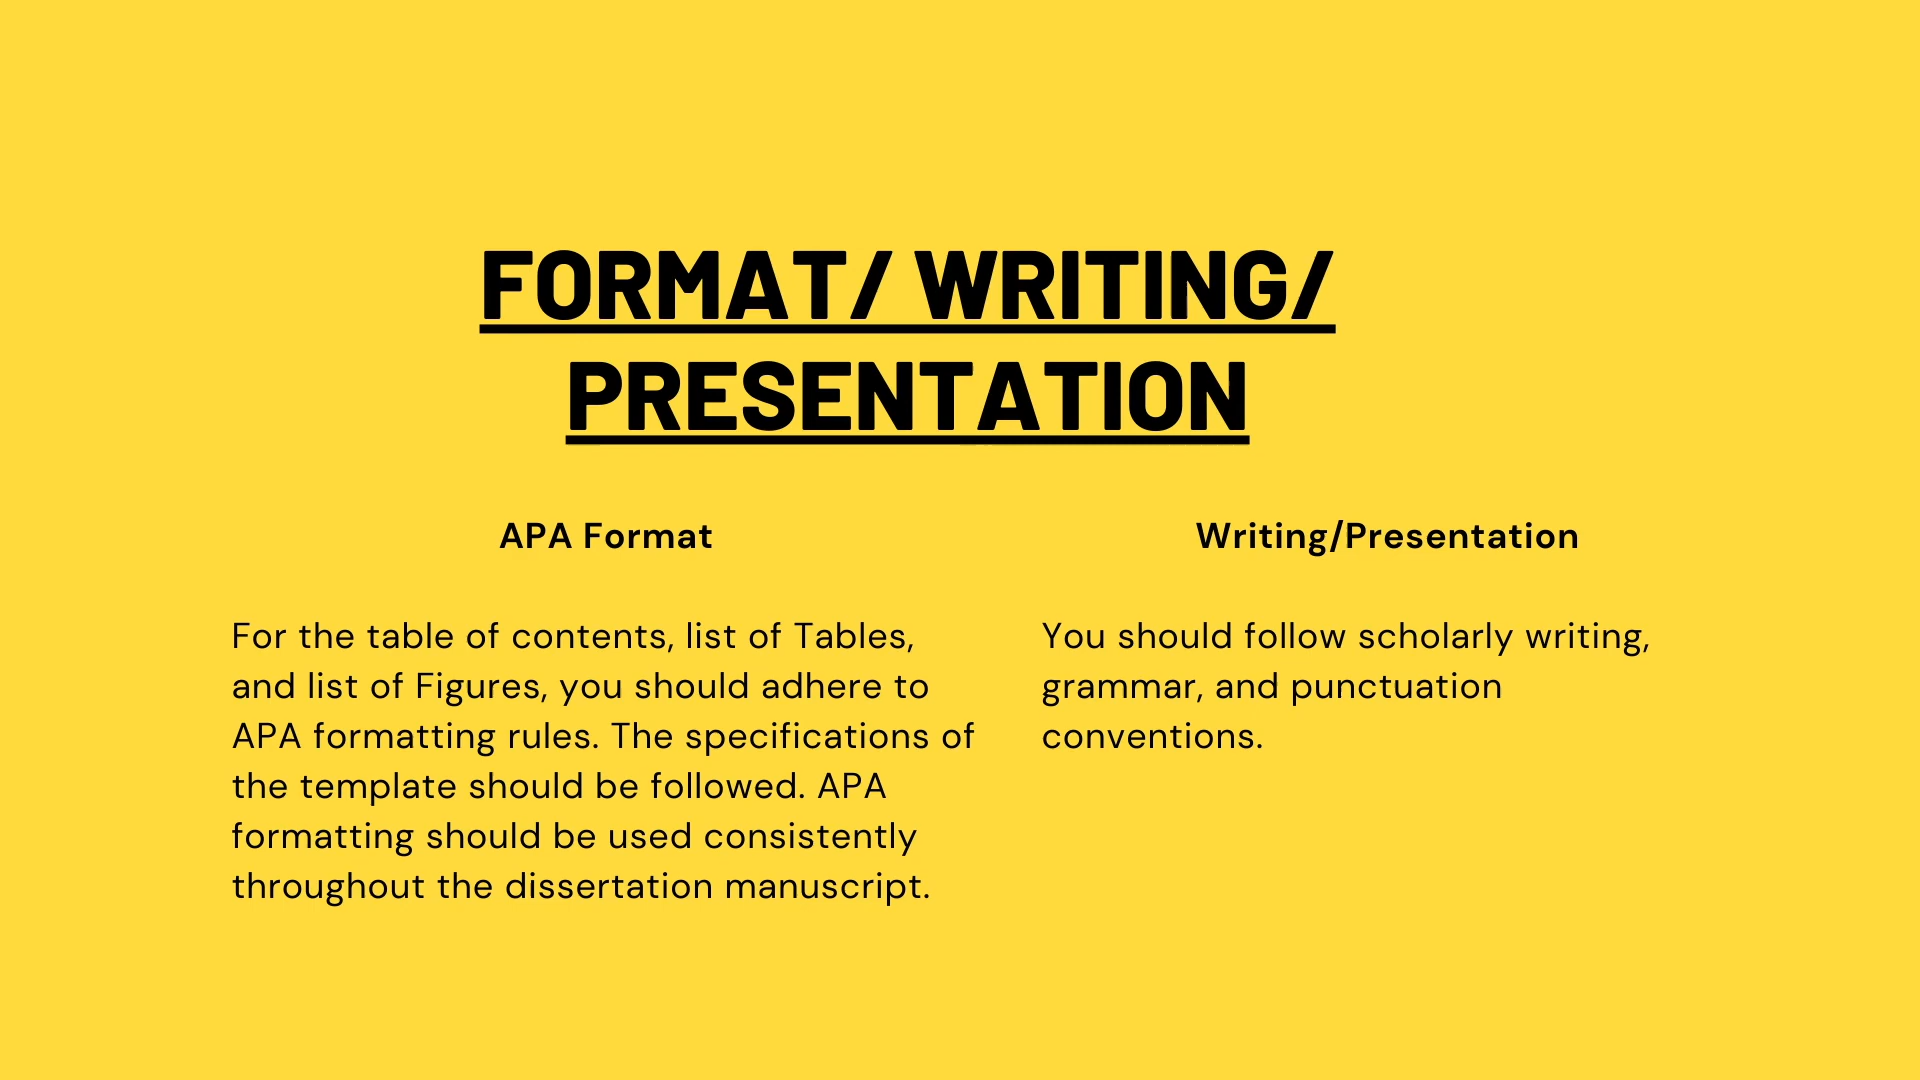 FORMAT/ WRITING/
PRESENTATION
APA Format
For the table of contents, list of Tables,
and list of Figures, you should adhere to
APA formatting rules. The specifications of
the template should be followed. APA
formatting should be used consistently
throughout the dissertation manuscript.
Writing/Presentation
You should follow scholarly writing,
grammar, and punctuation
conventions.